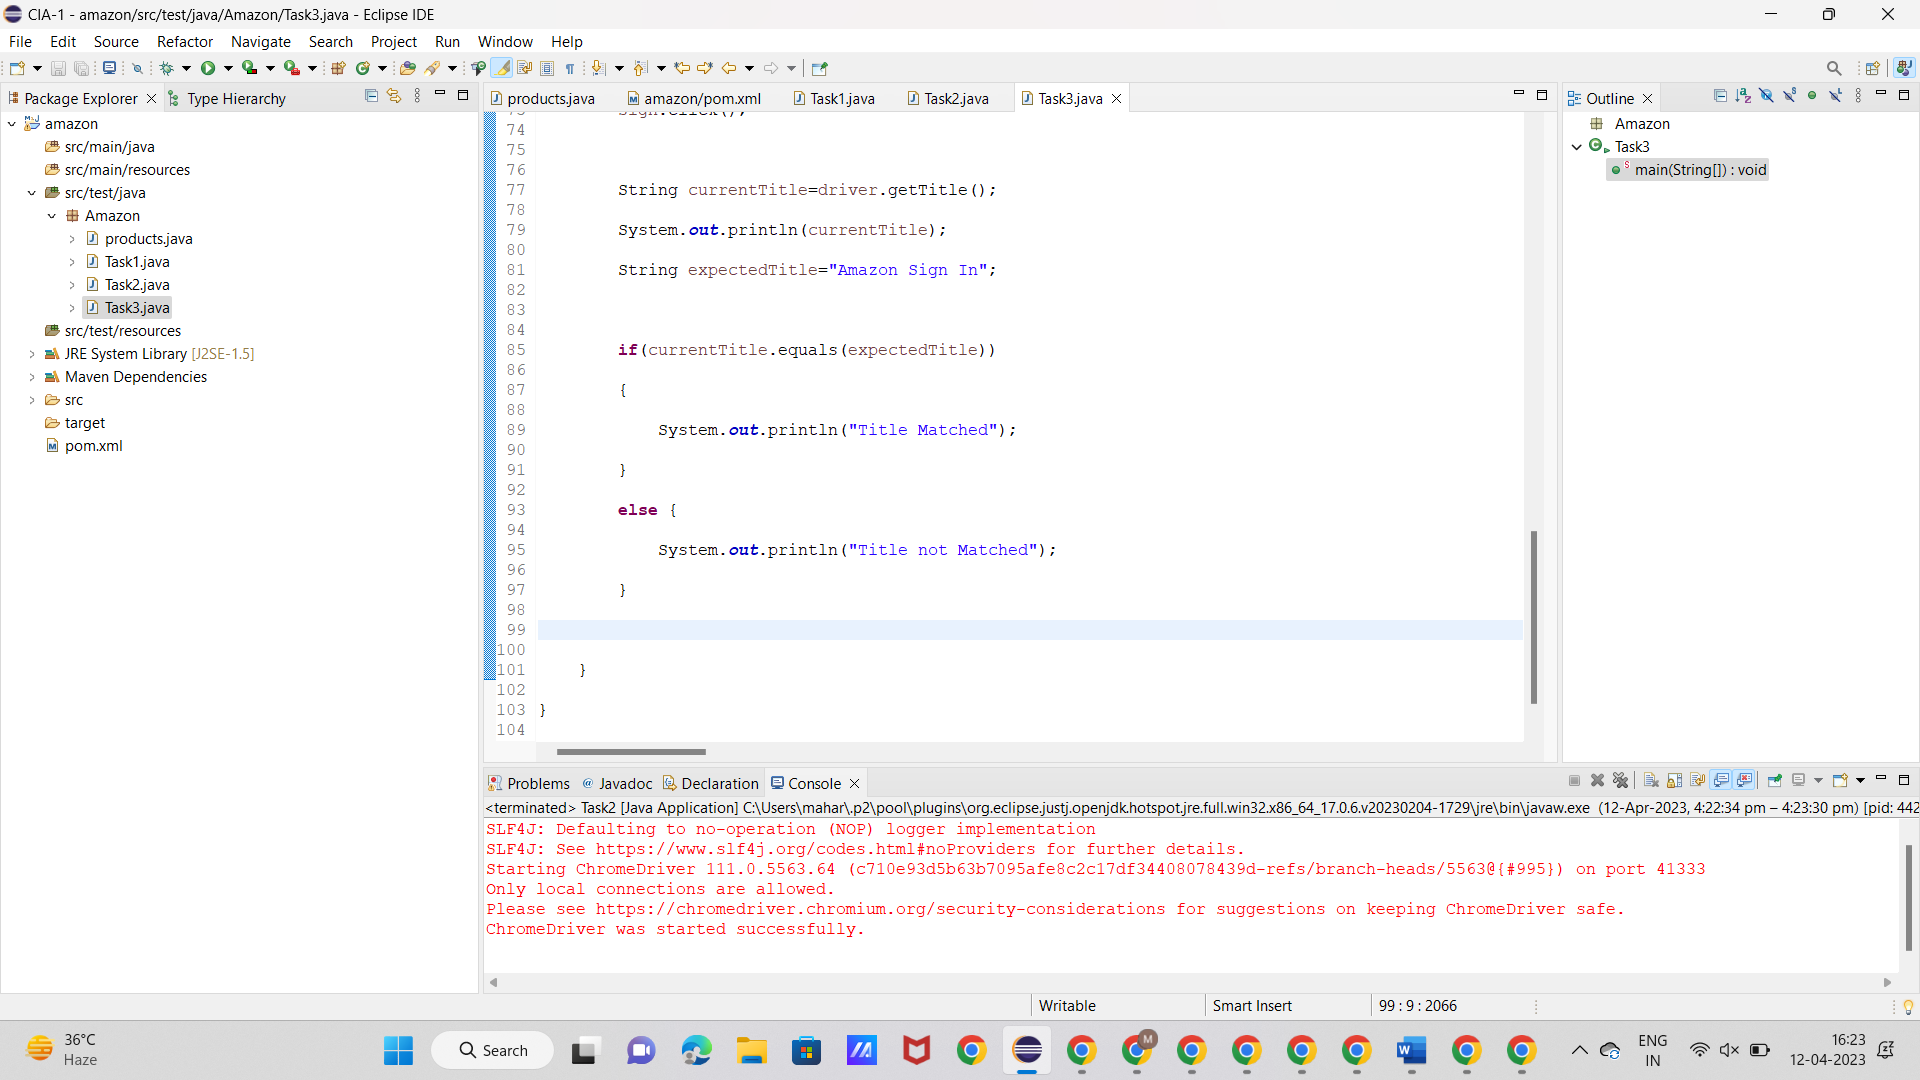 CIA-1 - amazon/src/test/java/Amazon/Task3.java - Eclipse IDE
File Edit Source Refactor Navigate Search Project Run Window Help
Package Explorer
Type Hierarchy
products.java
amazon/pom.xml
Task1.java
Task2.java
Task3.java
Outline
amazon
src/main/java
src/main/resources
src/test/java
Amazon
products.java
Task1.java
Task2.java
Task3.java
src/test/resources
JRE System Library [J2SE-1.5]
Maven Dependencies
src
target
pom.xml
73 sign.click();
74
75
76
77 String currentTitle=driver.getTitle();
78
79 System.out.println(currentTitle);
80
81 String expectedTitle="Amazon Sign In";
82
83
84
85 if(currentTitle.equals(expectedTitle))
86
87 {
88
89 System.out.println("Title Matched");
90
91 }
92
93 else {
94
95 System.out.println("Title not Matched");
96
97 }
98
99
100
101 }
102
103 }
104
Amazon
Task3
main(String[]) : void
Problems
@ Javadoc
Declaration
Console
<terminated> Task2 [Java Application] C:\Users\mahar\.p2\pool\plugins\org.eclipse.justj.openjdk.hotspot.jre.full.win32.x86_64_17.0.6.v20230204-1729\jre\bin\javaw.exe (12-Apr-2023, 4:22:34 pm – 4:23:30 pm) [pid: 442
SLF4J: Defaulting to no-operation (NOP) logger implementation
SLF4J: See https://www.slf4j.org/codes.html#noProviders for further details.
Starting ChromeDriver 111.0.5563.64 (c710e93d5b63b7095afe8c2c17df34408078439d-refs/branch-heads/5563@{#995}) on port 41333
Only local connections are allowed.
Please see https://chromedriver.chromium.org/security-considerations for suggestions on keeping ChromeDriver safe.
ChromeDriver was started successfully.
Writable
Smart Insert
99 : 9 : 2066
36°C
Haze
Search
M
ENG
IN
16:23
12-04-2023